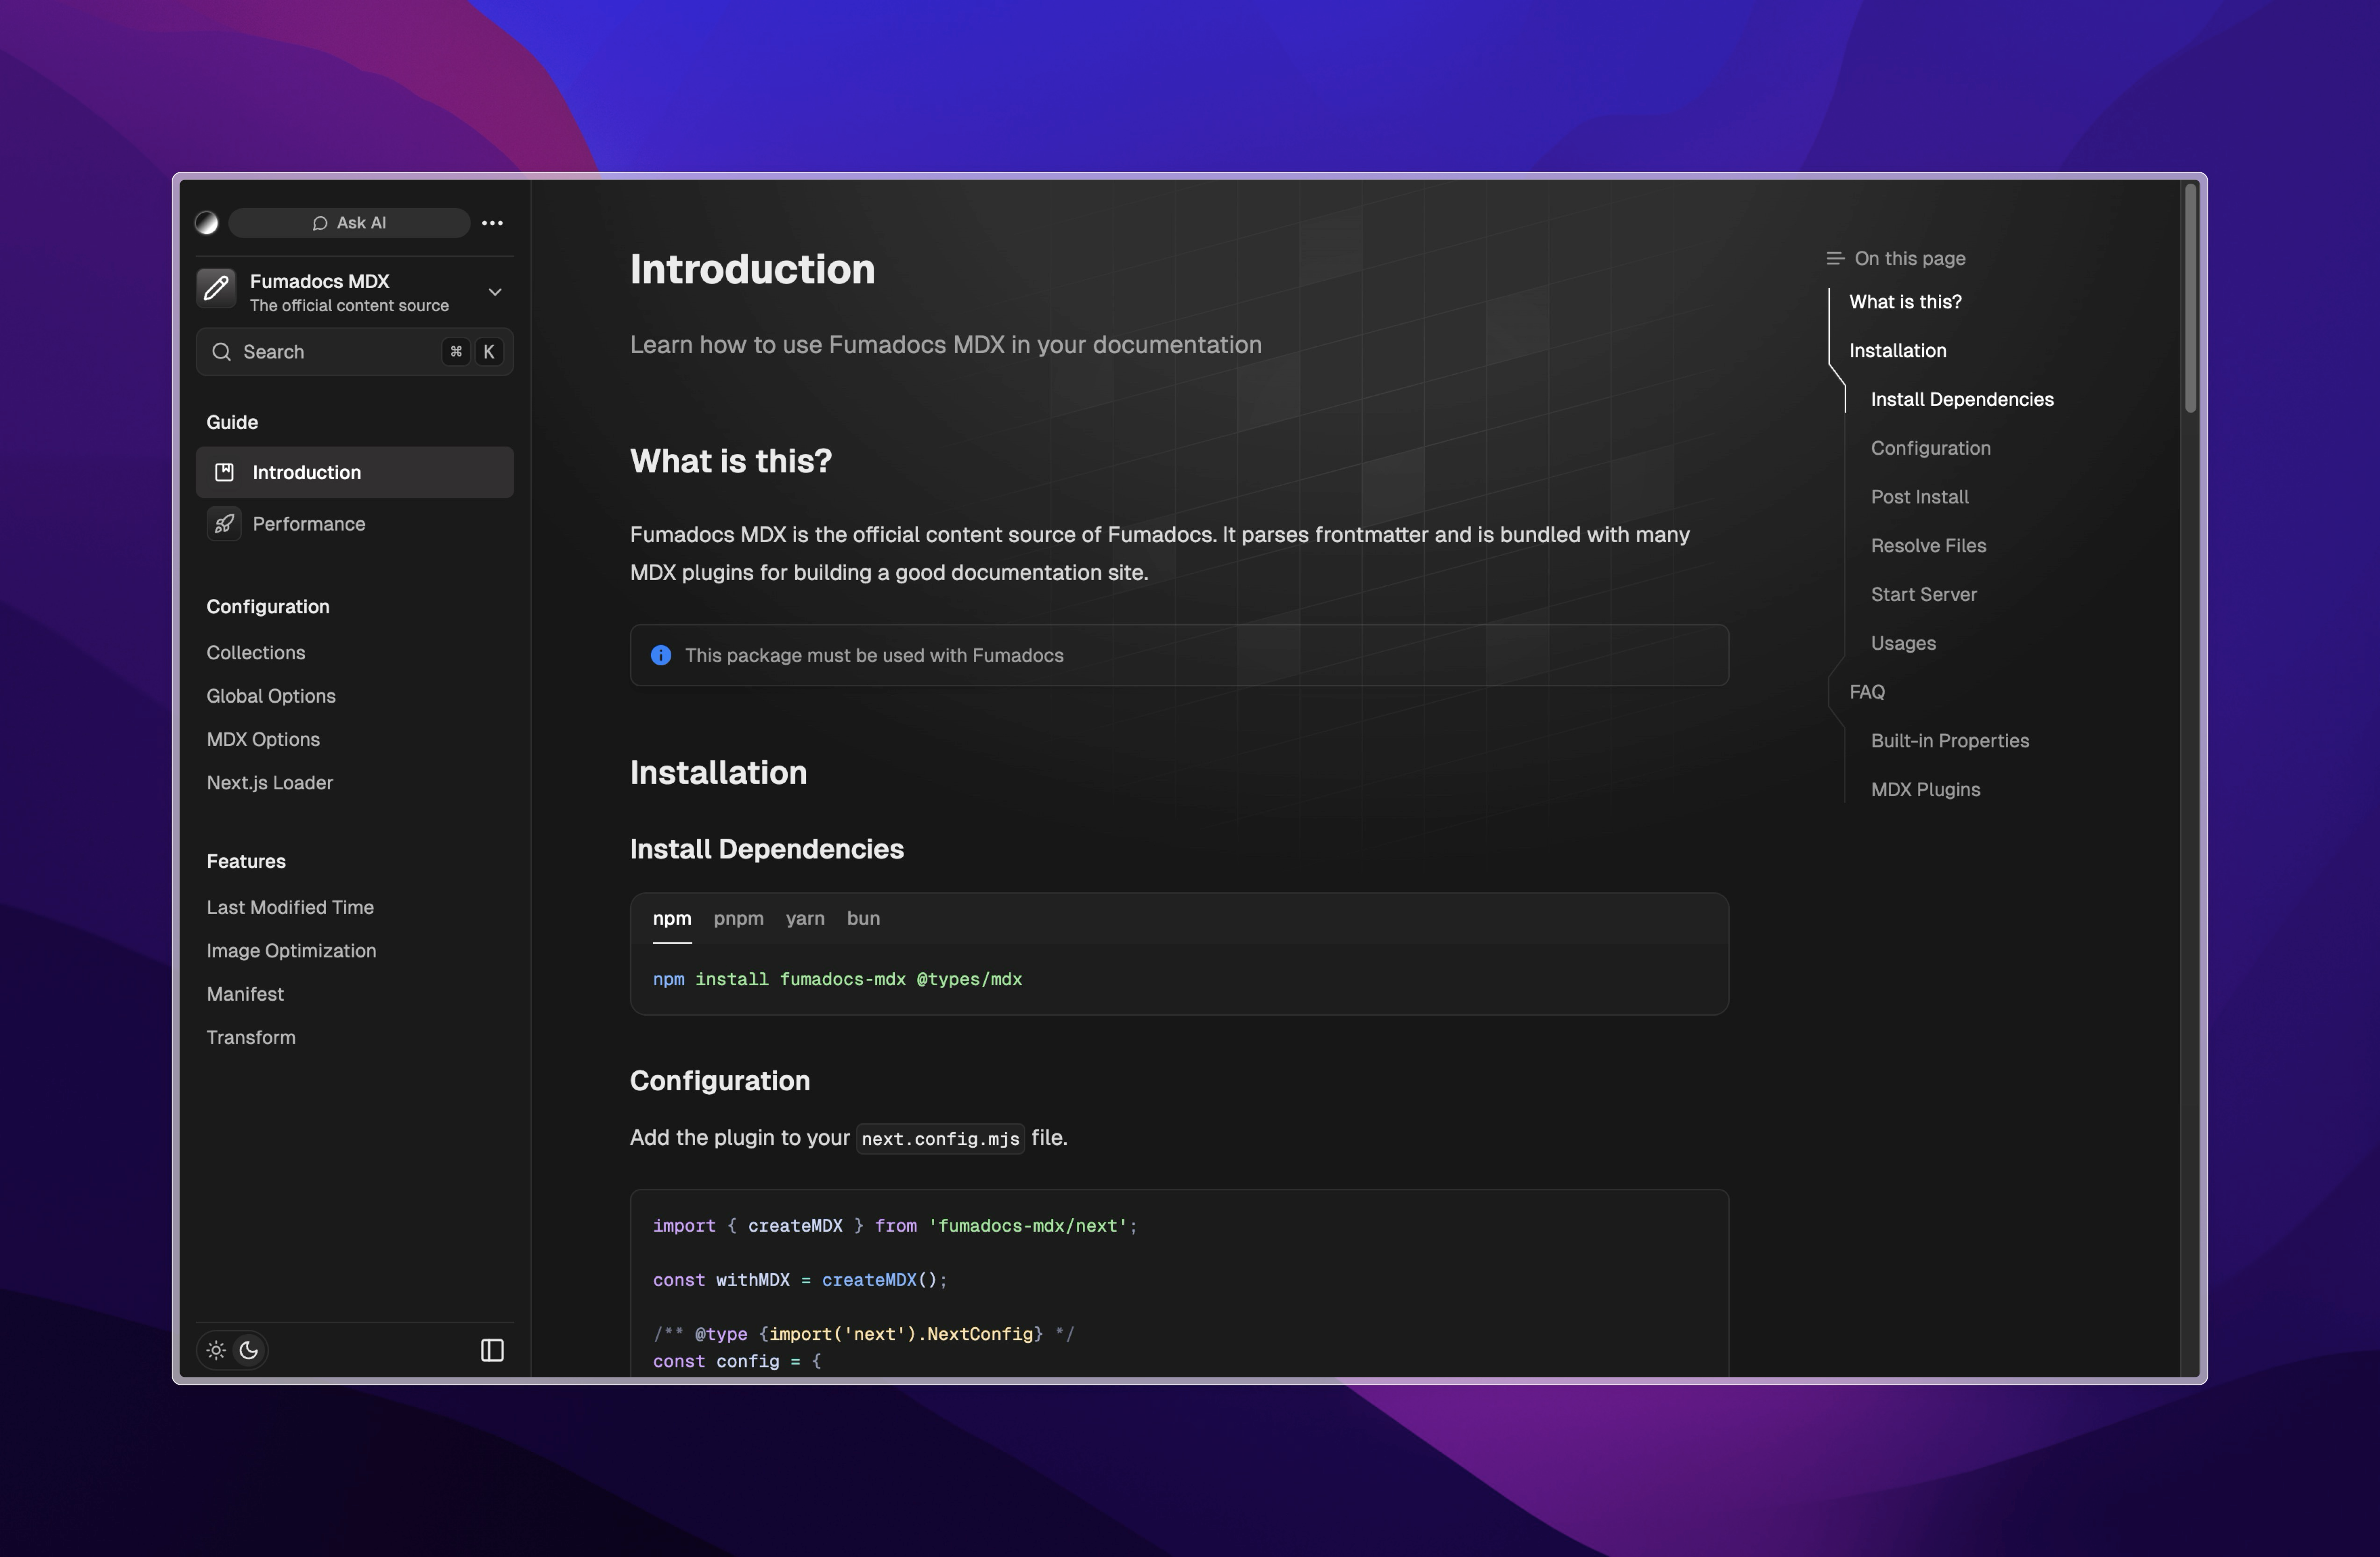 Ask AI
Fumadocs MDX
The official content source
Search ⌘ K
Guide
Introduction
Performance
Configuration
Collections
Global Options
MDX Options
Next.js Loader
Features
Last Modified Time
Image Optimization
Manifest
Transform
Introduction
Learn how to use Fumadocs MDX in your documentation
What is this?
Fumadocs MDX is the official content source of Fumadocs. It parses frontmatter and is bundled with many
MDX plugins for building a good documentation site.
This package must be used with Fumadocs
Installation
Install Dependencies
npm pnpm yarn bun
npm install fumadocs-mdx @types/mdx
Configuration
Add the plugin to your next.config.mjs file.
import { createMDX } from 'fumadocs-mdx/next';
const withMDX = createMDX();
/** @type {import('next').NextConfig} */
const config = {
On this page
What is this?
Installation
Install Dependencies
Configuration
Post Install
Resolve Files
Start Server
Usages
FAQ
Built-in Properties
MDX Plugins